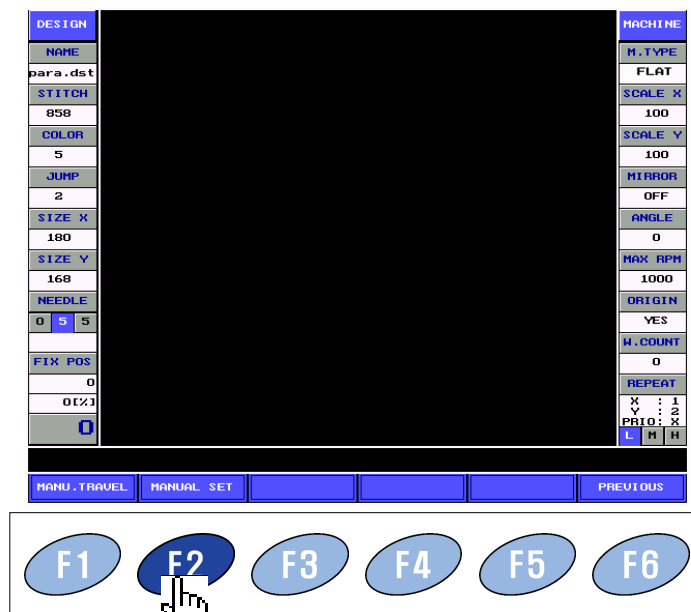 DESIGN
NAME
para.dst
STITCH
858
COLOR
5
JUMP
2
SIZE X
180
SIZE Y
168
NEEDLE
0 5 5
FIX POS
0
0[%]
0
MACHINE
M.TYPE
FLAT
SCALE X
100
SCALE Y
100
MIRROR
OFF
ANGLE
0
MAX RPM
1000
ORIGIN
YES
W.COUNT
0
REPEAT
X : 1
Y : 2
PRIO: X
L M H
MANU.TRAVEL MANUAL SET PREVIOUS
F1 F2 F3 F4 F5 F6